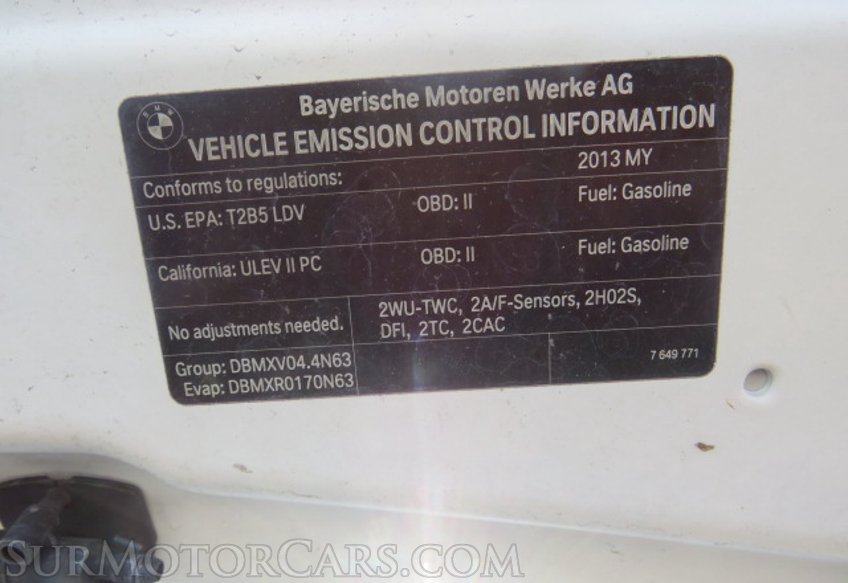 BMW
Bayerische Motoren Werke AG
VEHICLE EMISSION CONTROL INFORMATION
Conforms to regulations: 2013 MY
U.S. EPA: T2B5 LDV OBD: II Fuel: Gasoline
California: ULEV II PC OBD: II Fuel: Gasoline
No adjustments needed. 2WU-TWC, 2A/F-Sensors, 2HO2S,
DFI, 2TC, 2CAC
Group: DBMXV04.4N63
Evap: DBMXR0170N63
7 649 771
SurMotorCars.com